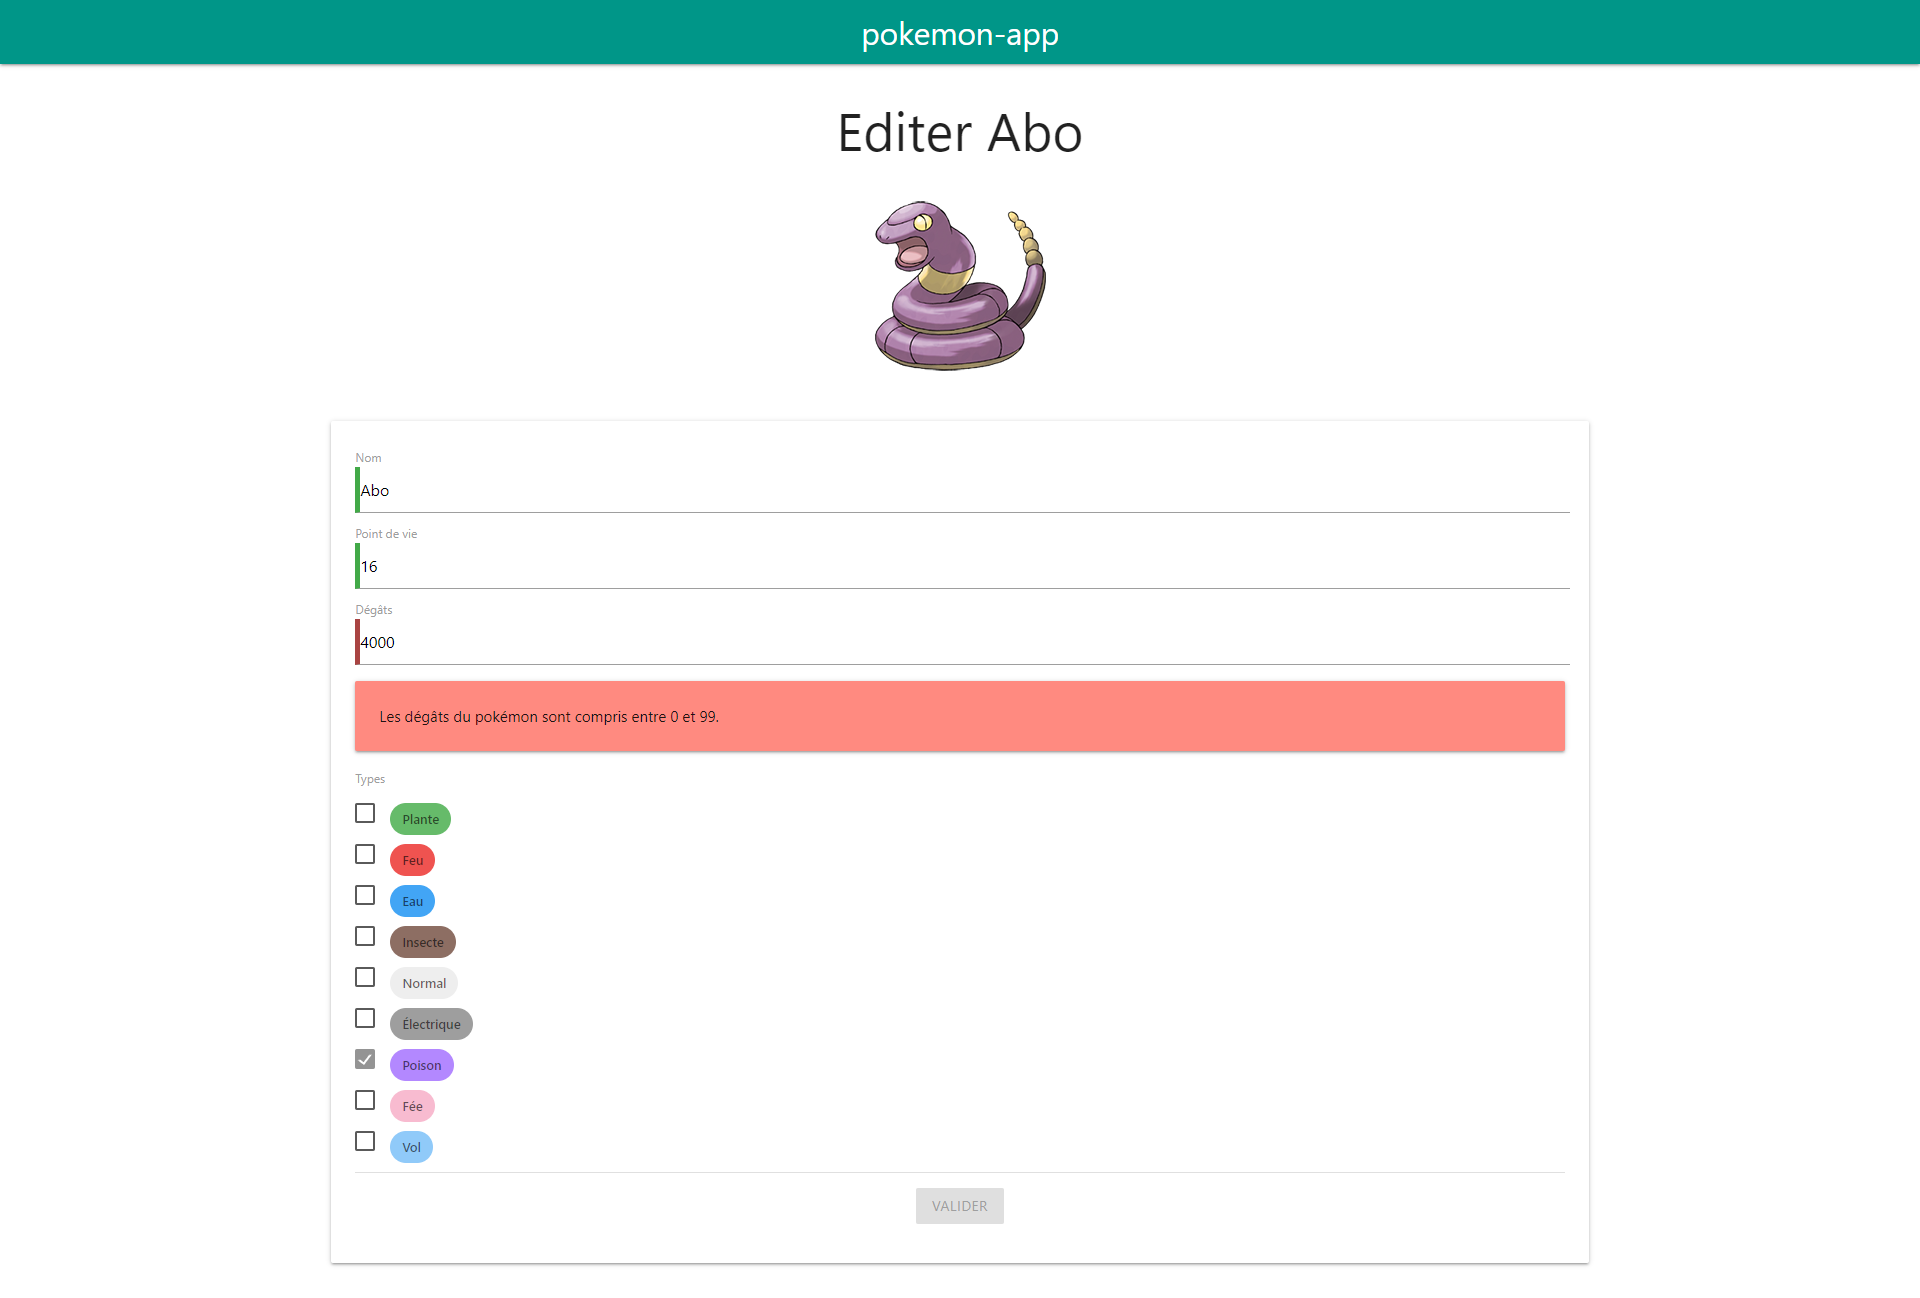 pokemon-app
Editer Abo
Nom
Abo
Point de vie
16
Dégâts
4000
Les dégâts du pokémon sont compris entre 0 et 99.
Types
Plante
Feu
Eau
Insecte
Normal
Électrique
Poison
Fée
Vol
VALIDER